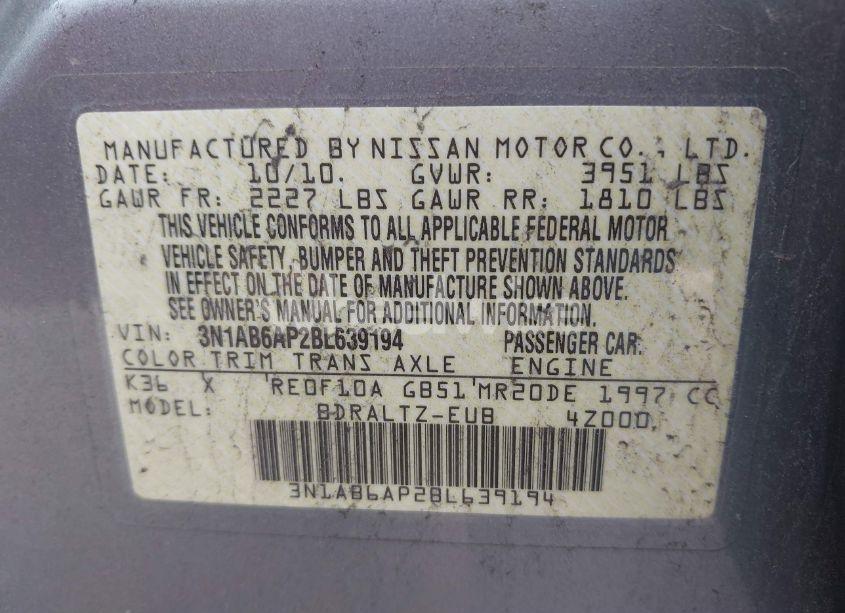 MANUFACTURED BY NISSAN MOTOR CO., LTD.
DATE: 10/10. GVWR: 3951 LBS
GAWR FR: 2227 LBS GAWR RR: 1810 LBS
THIS VEHICLE CONFORMS TO ALL APPLICABLE FEDERAL MOTOR
VEHICLE SAFETY, BUMPER AND THEFT PREVENTION STANDARDS
IN EFFECT ON THE DATE OF MANUFACTURE SHOWN ABOVE.
SEE OWNER'S MANUAL FOR ADDITIONAL INFORMATION.
VIN: 3N1AB6AP2BL639194 PASSENGER CAR.
COLOR TRIM TRANS AXLE ENGINE
K36 X RE0F10A GB51 MR20DE 1997 CC
MODEL: BDRALTZ-EUB 4Z000
3N1AB6AP2BL639194